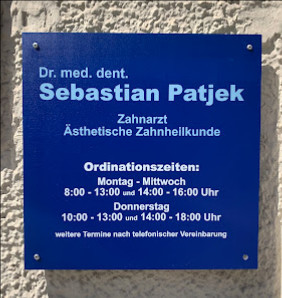 Dr. med. dent.
Sebastian Patjek
Zahnarzt
Ästhetische Zahnheilkunde
Ordinationszeiten:
Montag - Mittwoch
8:00 - 13:00 und 14:00 - 16:00 Uhr
Donnerstag
10:00 - 13:00 und 14:00 - 18:00 Uhr
weitere Termine nach telefonischer Vereinbarung